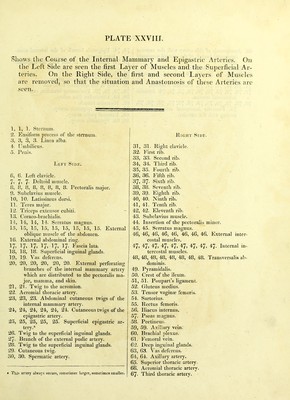 PLATE XXVIII.
Shows the Course of the Internal Mammary and Epigastric Arteries. On
the Left Side are seen the first Layer of Muscles and the Superficial Ar-
teries. On the Right Side, the first and second Layers of Muscles
are removed, so that the situation and Anastomosis of these Arteries are
seen.
1, 1, 1. Sternum.
2. Ensiform process of the sternum.
3, 3, 3, 3. Linea alba.
4. Umbilicus.
5. Penis.
LEFT SIDE.
6, 6. Left clavicle.
7, 7, 7. Deltoid muscle.
8, 8, 8, 8, 8, 8, 8, 8. Pectoralis major.
9. Subclavius muscle.
10, 10. Latissimus dorsi.
11. Teres major.
12. Triceps extensor cubiti.
13. Coraco-brachialis.
14, 14, 14, 14. Serratus magnus.
15, 15, 15, 15, 15, 15, 15, 15, 15. External
oblique muscle of the abdomen.
16. External abdominal ring.
17, 17, 17, 17, 17, 17. Fascia lata.
18, 18, 18, 18. Superficial inguinal glands.
19, 19. Vas deferens.
20, 20, 20, 20, 20, 20. External perforating
branches of the internal mammary artery
which are distributed to the pectoralis ma-
jor, mamma, and skin.
21, 21. Twig to the acromion.
22. Acromial thoracic artery.
23, 23, 23. Abdominal cutaneous twigs of the
internal mammary artery.
24, 24, 24, 24, 24, 24. Cutaneous twigs of the
epigastric artery.
25, 25, 25, 25, 25. Superficial epigastric ar-
tery.*
26. Twig to the superficial inguinal glands.
27. Branch of the external pudic artery.
28. Twig to the superficial inguinal glands.
29. Cutaneous twig.
30, 30. Spermatic artery.
* This artery always exists, sometimes larger, sometimes smaller.
RIGHT SIDE.
31, 31. Right clavicle.
32. First rib.
33, 33. Second rib.
34, 34. Third rib.
35, 35. Fourth rib.
36, 36. Fifth rib.
37, 37. Sixth rib.
38, 38. Seventh rib.
39, 39. Eighth rib.
40, 40. Ninth rib.
41, 41. Tenth rib.
42, 42. Eleventh rib.
43. Subclavius muscle.
44. Insertion of the pectoralis minor.
45, 45. Serratus magnus.
46, 46, 46, 46, 46, 46, 46, 46. External inter-
costal muscles.
47, 47, 47, 47, 47, 47, 47, 47, 47. Internal in-
tercostal muscles.
48, 48, 48, 48, 48, 48, 48, 48. Transversalis ab-
dominis.
49. Pyramidalis.
50. Crest of the ileum.
51, 51, 51. Poupart's ligament.
52. Gluteus medius.
53. Tensor vaginæ femoris.
54. Sartorius.
55. Rectus femoris.
56. Iliacus internus.
57. Psoas magnus.
58. Pectineus.
59, 59. Axillary vein.
60. Brachial plexus.
61. Femoral vein.
62. Deep inguinal glands.
63, 63. Vas deferens.
64, 64. Axillary artery.
65. Superior thoracic artery.
66. Acromial thoracic artery.
67. Third thoracic artery.